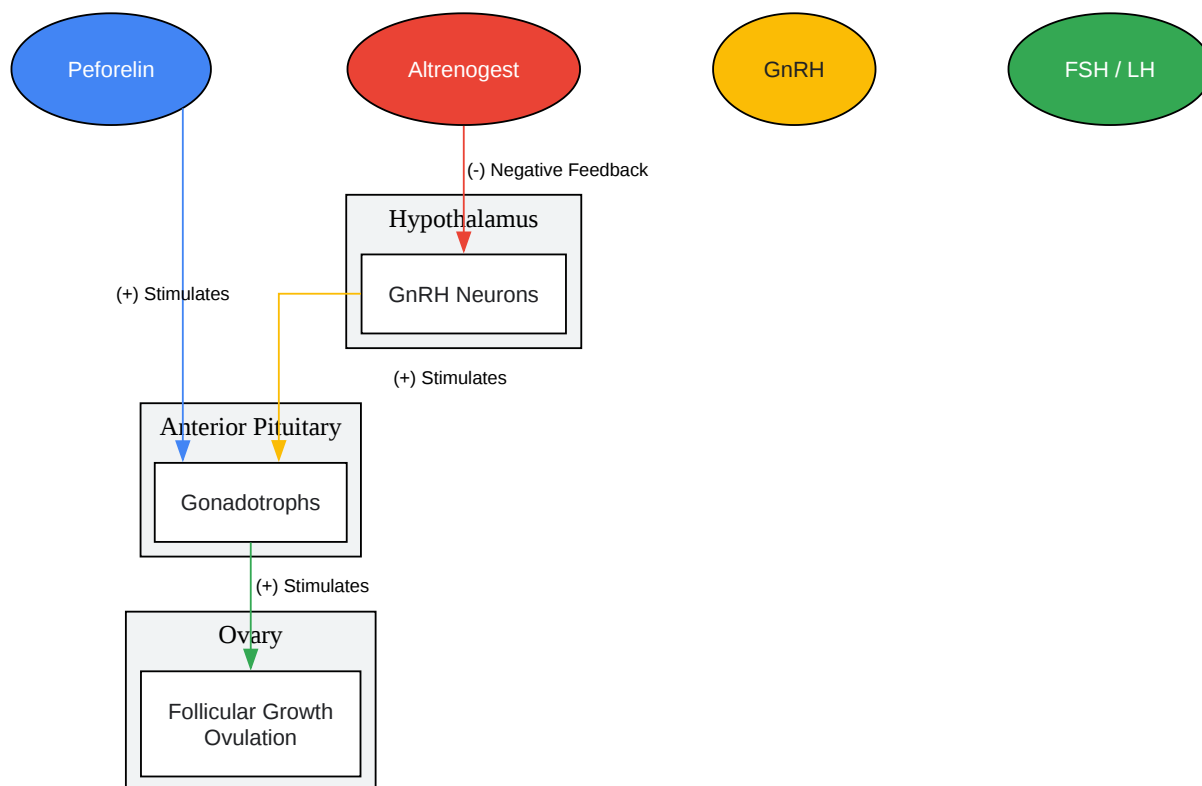 Peforelin
Altrenogest
GnRH
FSH / LH
(-) Negative Feedback
Hypothalamus
GnRH Neurons
(+) Stimulates
(+) Stimulates
Anterior Pituitary
Gonadotrophs
(+) Stimulates
Ovary
Follicular Growth
Ovulation